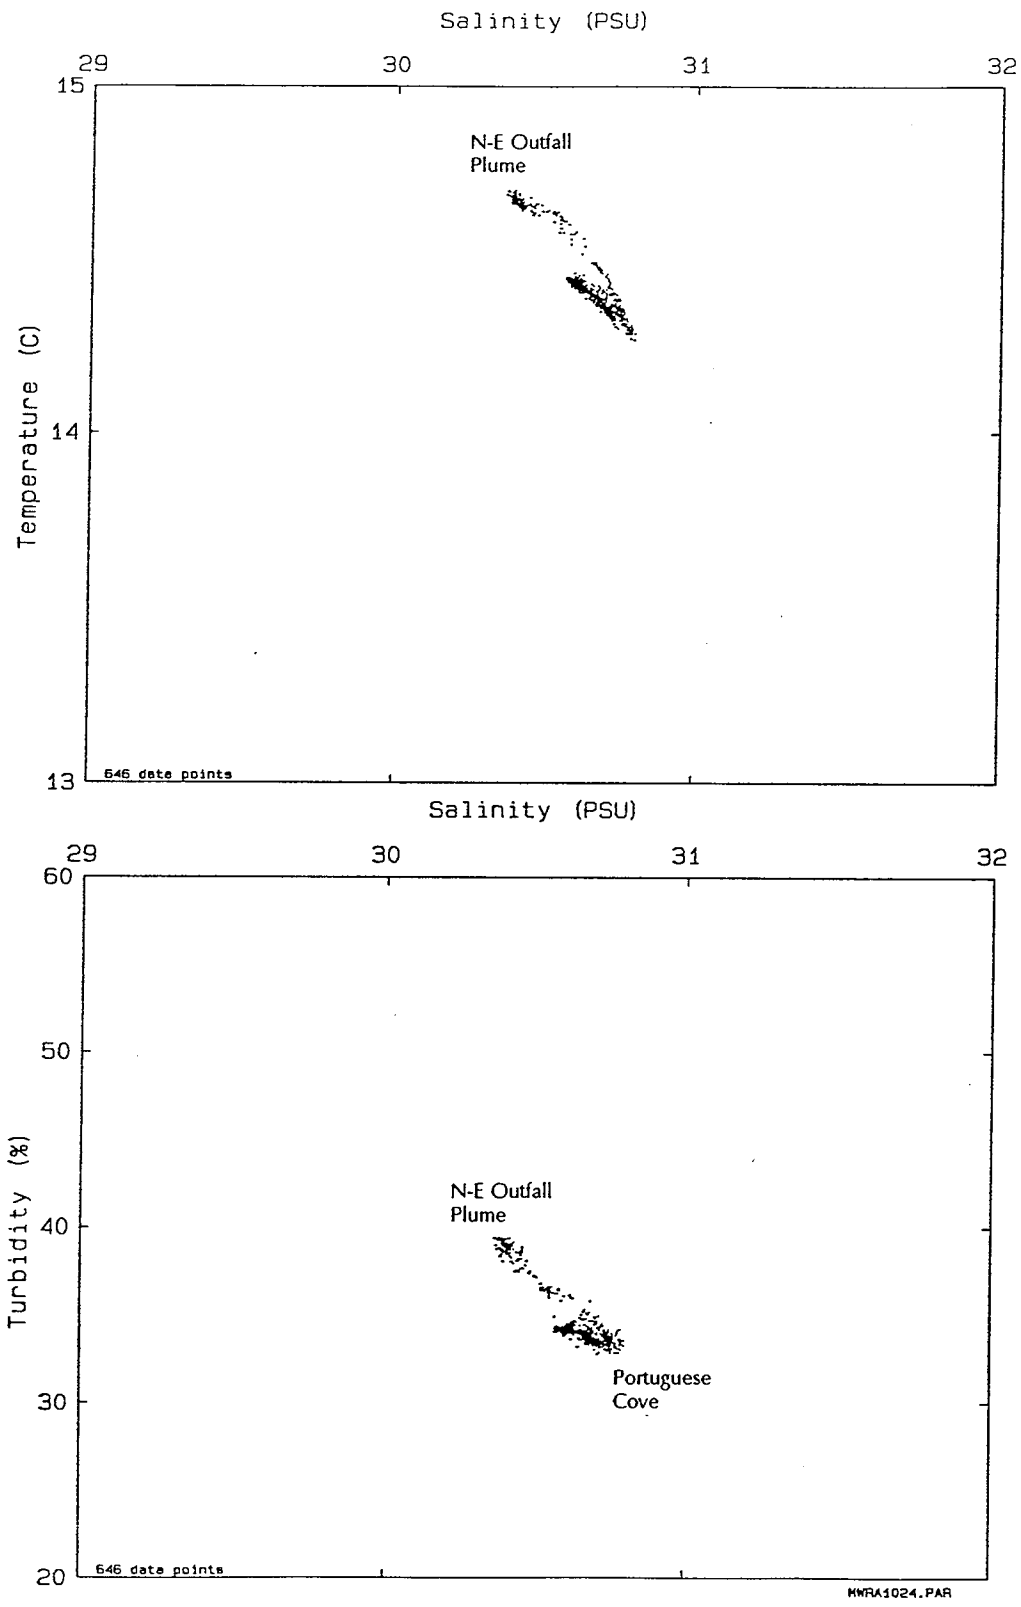 Salinity (PSU)
29 30 31 32
15
N-E Outfall
Plume
Temperature (C)
14
13
646 data points
Salinity (PSU)
29 30 31 32
60
50
Turbidity (%)
N-E Outfall
Plume
40
Portuguese
Cove
30
20
646 data points
MWRA1024.PAR